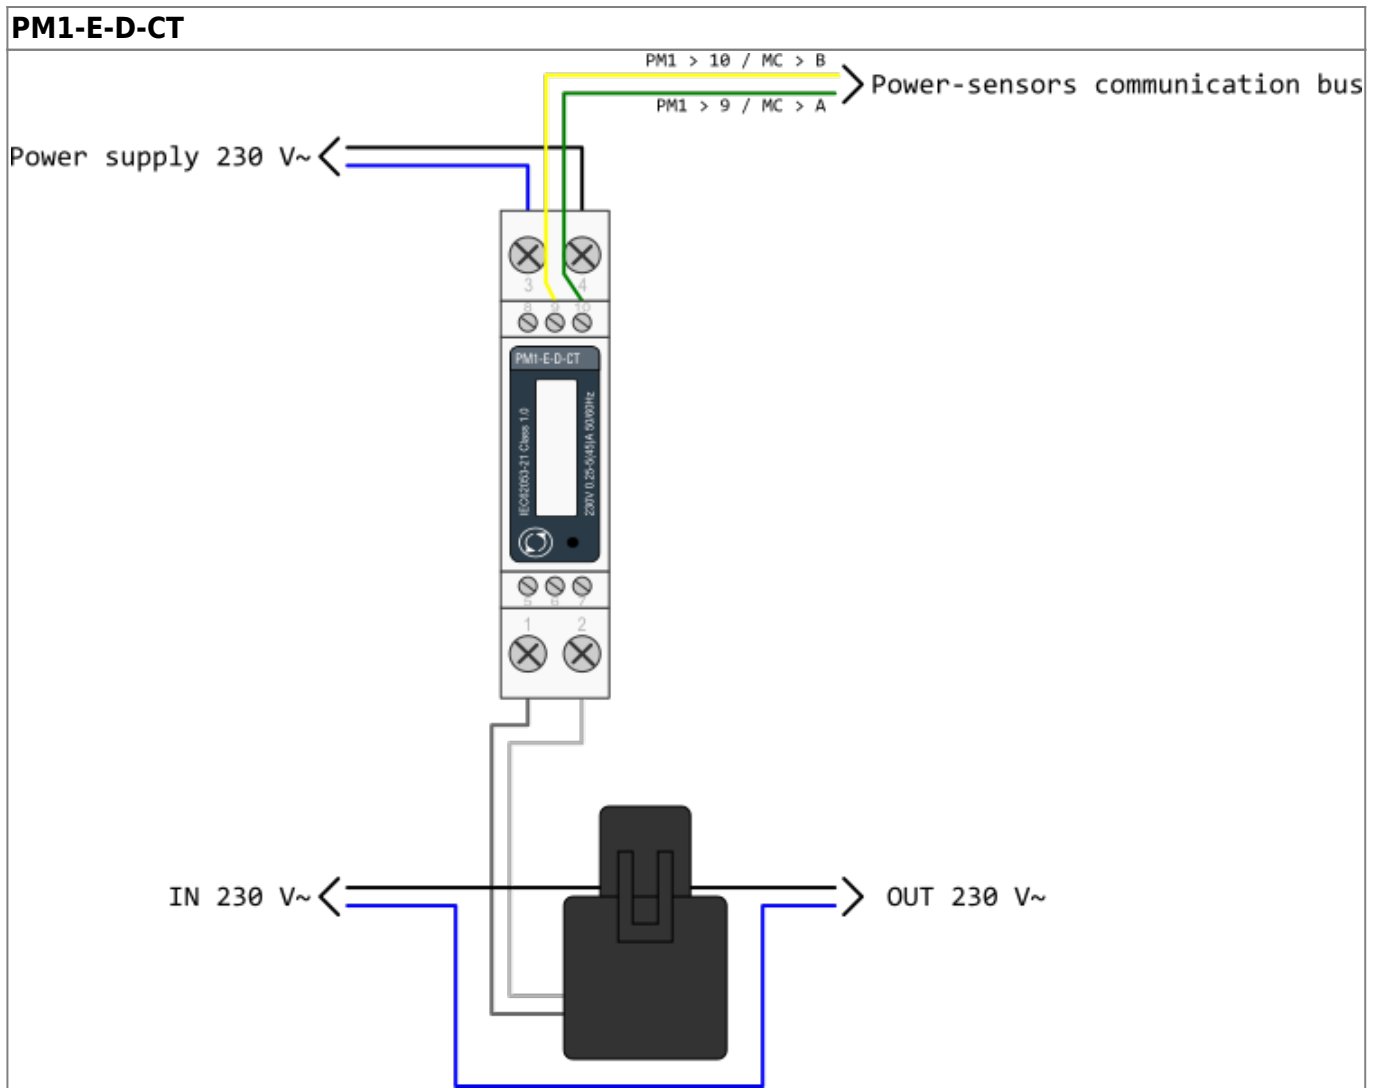 PM1-E-D-CT
PM1 > 10 / MC > B
Power-sensors communication bus
PM1 > 9 / MC > A
Power supply 230 V~
3 4
8 9 10
PM1-E-D-CT
IEC62053-21 Class 1.0
230V 0.25-5(45)A 50/60Hz
5 6 7
1 2
IN 230 V~
OUT 230 V~